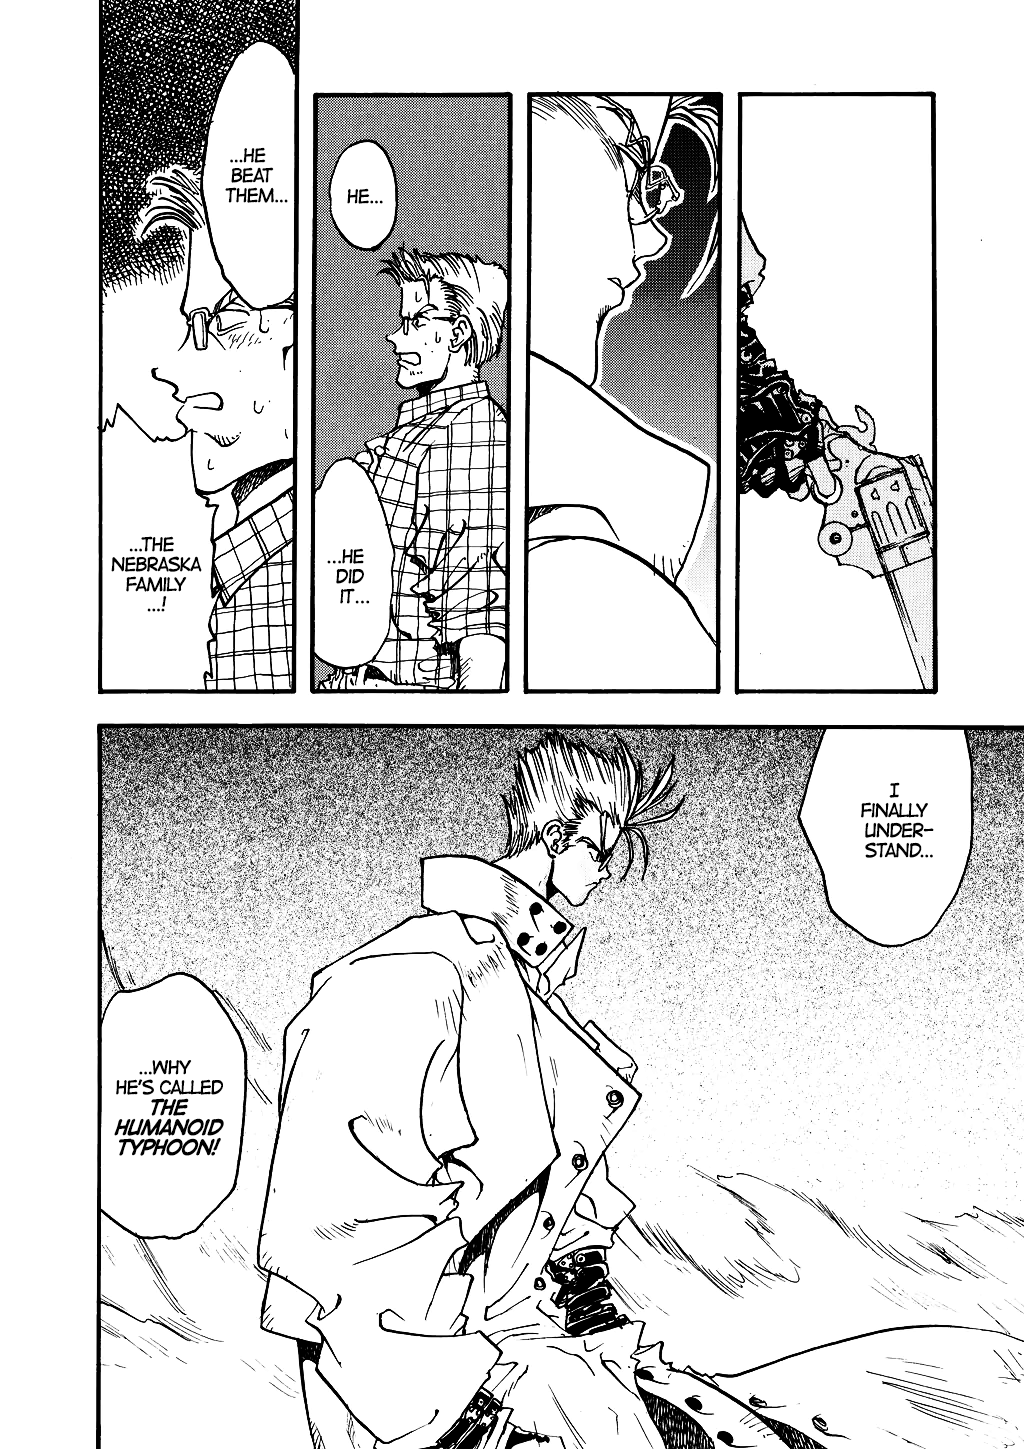 HE...
...HE
DID
IT...
...HE
BEAT
THEM...
...THE
NEBRASKA
FAMILY
...!
I
FINALLY
UNDER-
STAND...
...WHY
HE'S CALLED
THE
HUMANOID
TYPHOON!